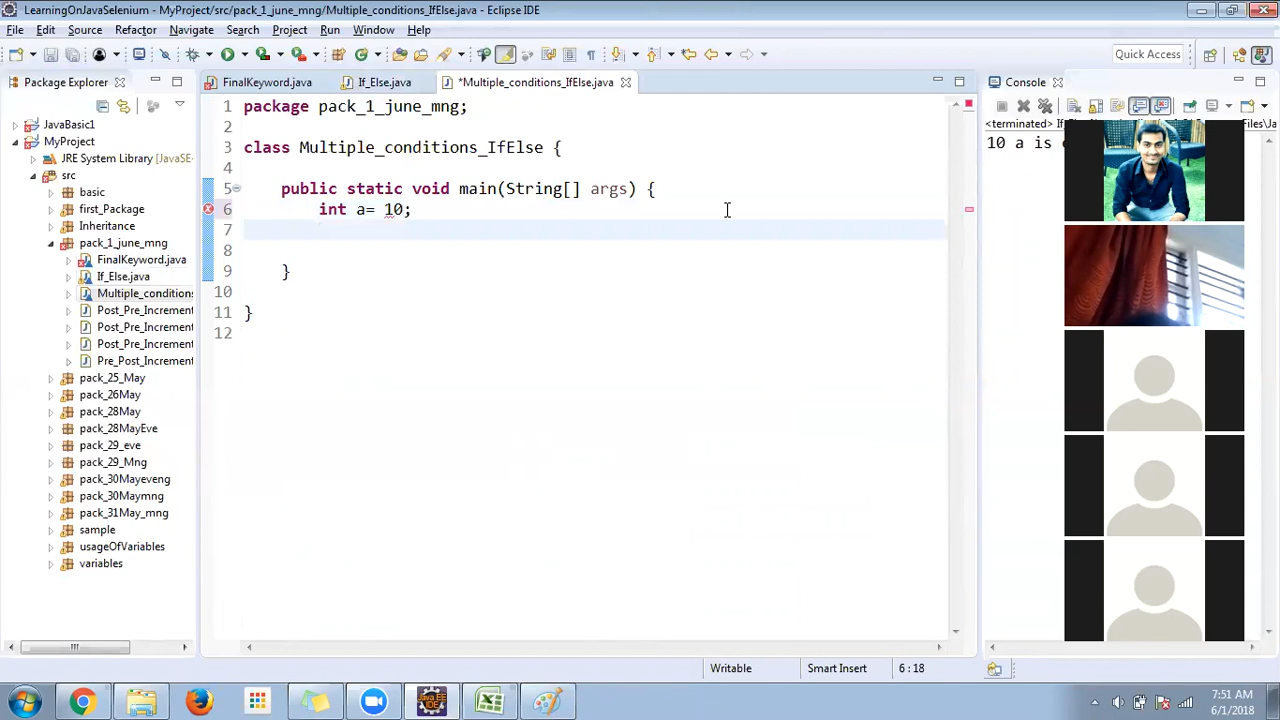 LearningOnJavaSelenium - MyProject/src/pack_1_june_mng/Multiple_conditions_IfElse.java - Eclipse IDE
File Edit Source Refactor Navigate Search Project Run Window Help
Quick Access
Package Explorer
FinalKeyword.java
If_Else.java
*Multiple_conditions_IfElse.java
Console
JavaBasic1
MyProject
JRE System Library [JavaSE-
src
basic
first_Package
Inheritance
pack_1_june_mng
FinalKeyword.java
If_Else.java
Multiple_conditions
Post_Pre_Increment
Post_Pre_Increment
Post_Pre_Increment
Pre_Post_Increment
pack_25_May
pack_26May
pack_28May
pack_28MayEve
pack_29_eve
pack_29_Mng
pack_30Mayeveng
pack_30Maymng
pack_31May_mng
sample
usageOfVariables
variables
1 package pack_1_june_mng;
2
3 class Multiple_conditions_IfElse {
4
5 public static void main(String[] args) {
6 int a= 10;
7
8
9 }
10
11 }
12
<terminated>
10 a is
Writable
Smart Insert
6 : 18
Java EE
IDE
7:51 AM
6/1/2018